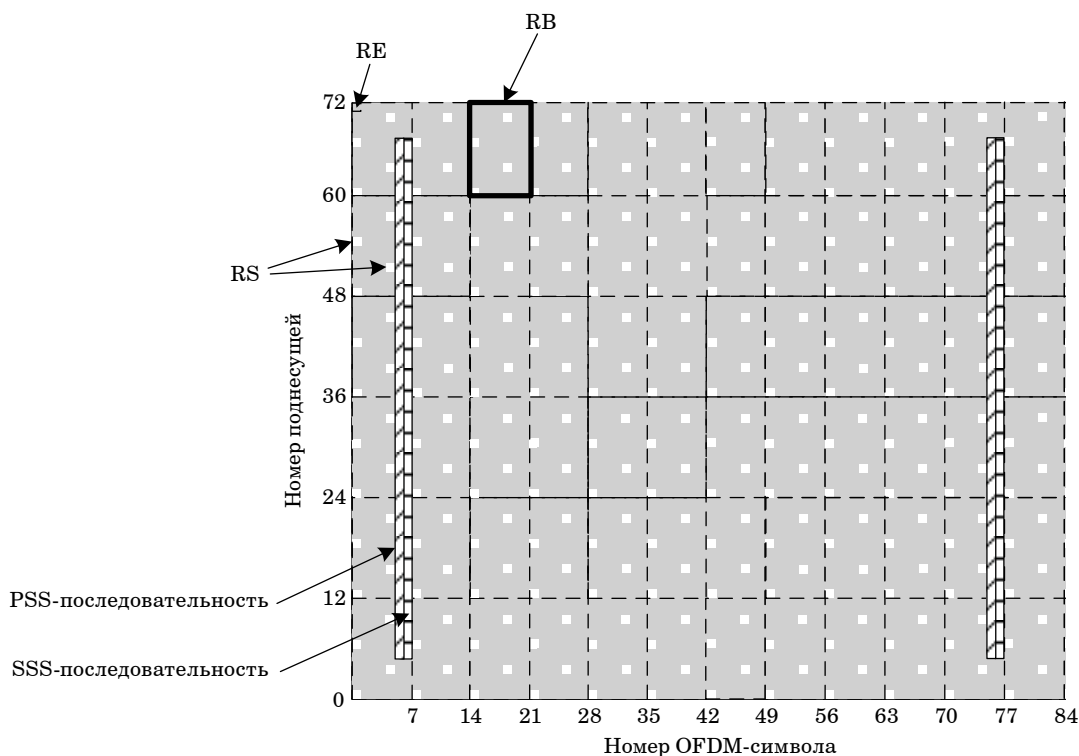 RB
RE
72
60
RS
48
Номер поднесущей
36
24
PSS-последовательность
12
SSS-последовательность
0
7 14 21 28 35 42 49 56 63 70 77 84
Номер OFDM-символа